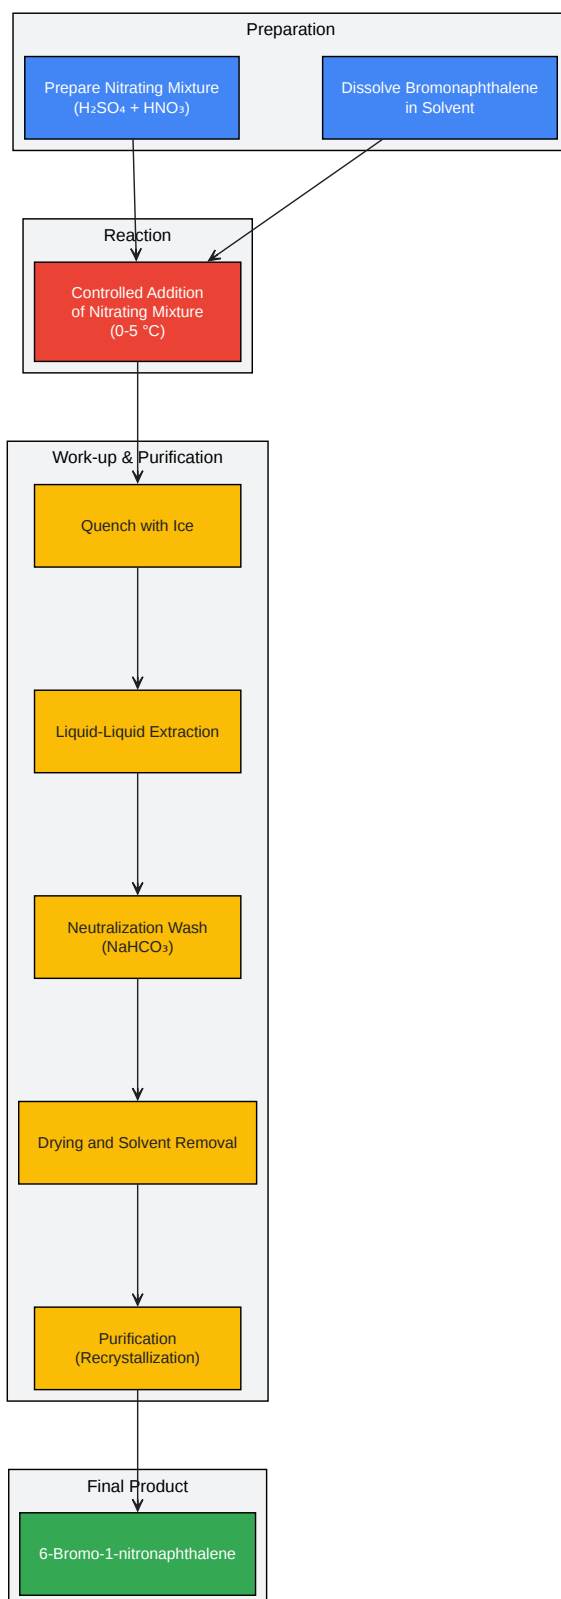 Preparation
Prepare Nitrating Mixture
(H₂SO₄ + HNO₃)
Dissolve Bromonaphthalene
in Solvent
Reaction
Controlled Addition
of Nitrating Mixture
(0-5 °C)
Work-up & Purification
Quench with Ice
Liquid-Liquid Extraction
Neutralization Wash
(NaHCO₃)
Drying and Solvent Removal
Purification
(Recrystallization)
Final Product
6-Bromo-1-nitronaphthalene